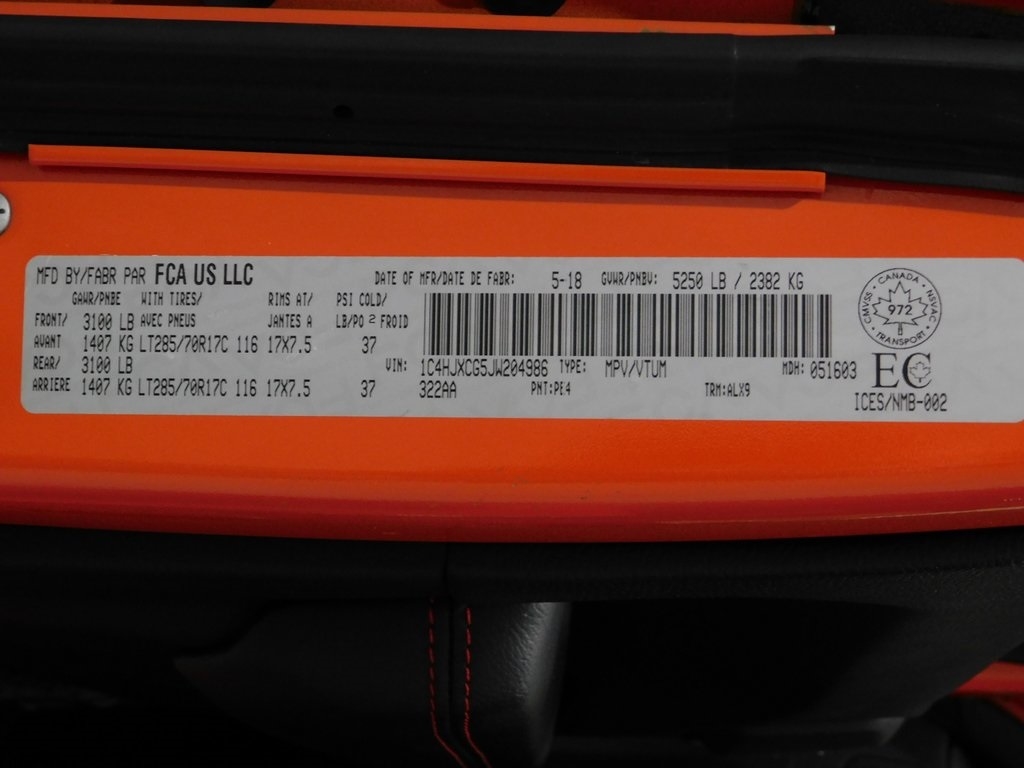 MFD BY/FABR PAR FCA US LLC DATE OF MFR/DATE DE FABR: 5-18 GVWR/PNBV: 5250 LB / 2382 KG
GAWR/PNBE WITH TIRES/ RIMS AT/ PSI COLD/
FRONT/ 3100 LB AVEC PNEUS JANTES A LB/PO 2 FROID
AVANT 1407 KG LT285/70R17C 116 17X7.5 37
REAR/ 3100 LB VIN: 1C4HJXCG5JW204986 TYPE: MPV/VTUM MDH: 051603
ARRIERE 1407 KG LT285/70R17C 116 17X7.5 37 322AA PNT:PE4 TRM:ALX9
CANADA
CMVSS • NSVAC
972
TRANSPORT
EC
ICES/NMB-002